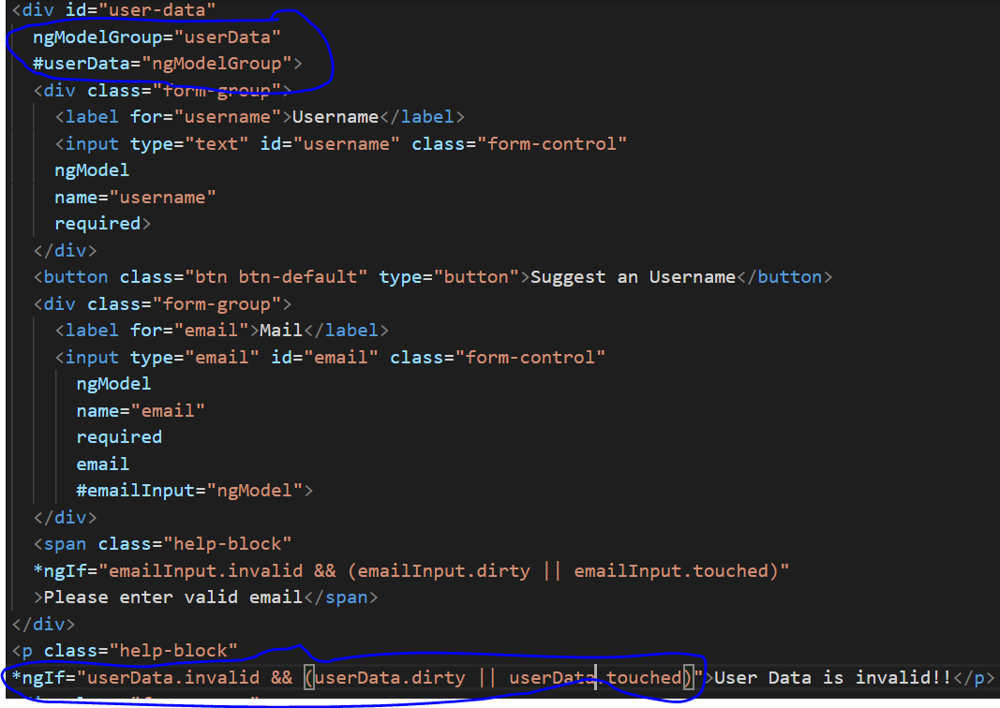 <div id="user-data"
ngModelGroup="userData"
#userData="ngModelGroup">
<div class="form-group">
<label for="username">Username</label>
<input type="text" id="username" class="form-control"
ngModel
name="username"
required>
</div>
<button class="btn btn-default" type="button">Suggest an Username</button>
<div class="form-group">
<label for="email">Mail</label>
<input type="email" id="email" class="form-control"
ngModel
name="email"
required
email
#emailInput="ngModel">
</div>
<span class="help-block"
*ngIf="emailInput.invalid && (emailInput.dirty || emailInput.touched)"
>Please enter valid email</span>
</div>
<p class="help-block"
*ngIf="userData.invalid && (userData.dirty || userData.touched)">User Data is invalid!!</p>